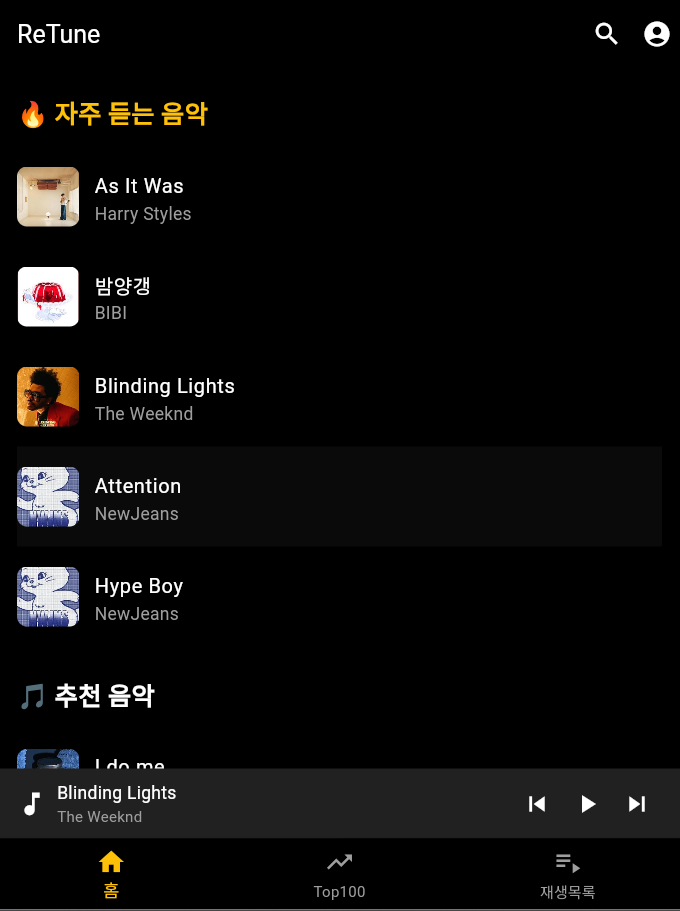 ReTune
🔥 자주 듣는 음악
As It Was
Harry Styles
밤양갱
BIBI
Blinding Lights
The Weeknd
Attention
NewJeans
Hype Boy
NewJeans
🎵 추천 음악
I do me
Blinding Lights
The Weeknd
홈
Top100
재생목록